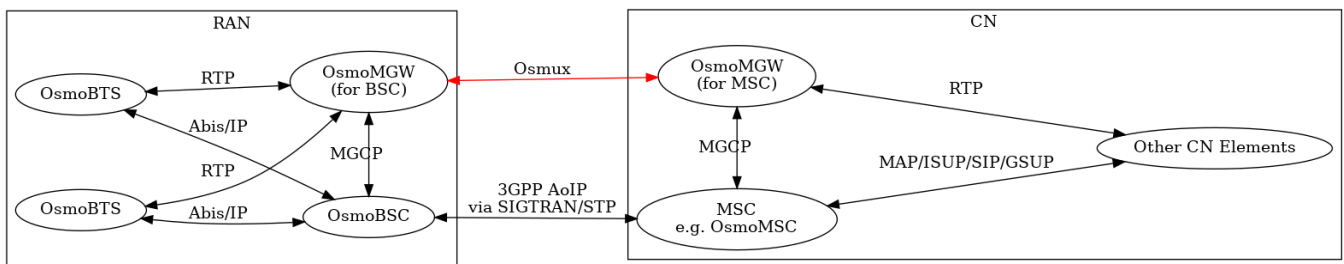 RAN
CN
OsmoBTS
RTP
OsmoMGW
(for BSC)
Osmux
OsmoMGW
(for MSC)
RTP
Abis/IP
MGCP
RTP
MGCP
Other CN Elements
MAP/ISUP/SIP/GSUP
OsmoBTS
Abis/IP
OsmoBSC
3GPP AoIP
via SIGTRAN/STP
MSC
e.g. OsmoMSC